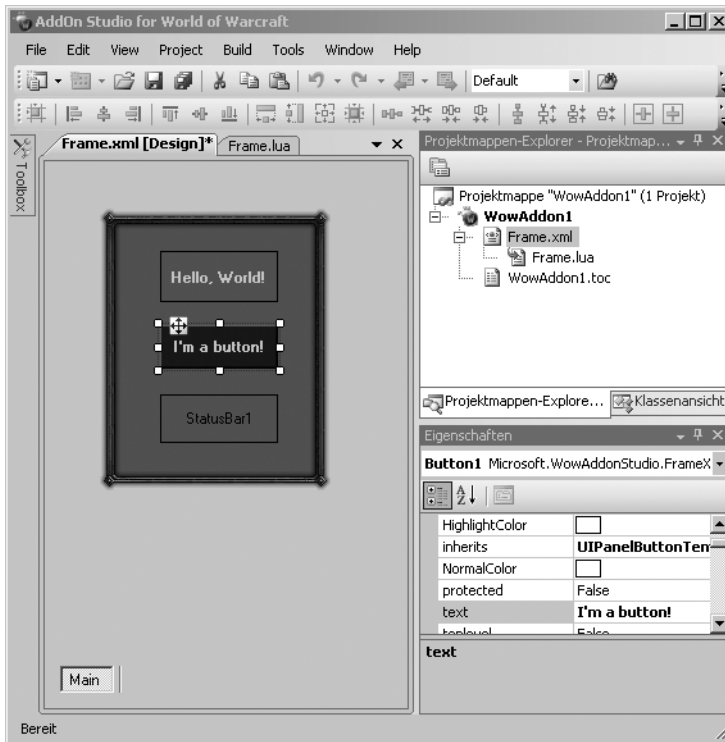 AddOn Studio for World of Warcraft
File Edit View Project Build Tools Window Help
Default
Toolbox
Frame.xml [Design]* Frame.lua
Hello, World!
I'm a button!
StatusBar1
Main
Projektmappen-Explorer - Projektmap...
Projektmappe "WowAddon1" (1 Projekt)
WowAddon1
Frame.xml
Frame.lua
WowAddon1.toc
Projektmappen-Explore... Klassenansicht
Eigenschaften
Button1 Microsoft.WowAddonStudio.FrameX
HighlightColor
inherits UIPanelButtonTem
NormalColor
protected False
text I'm a button!
toplevel False
text
Bereit